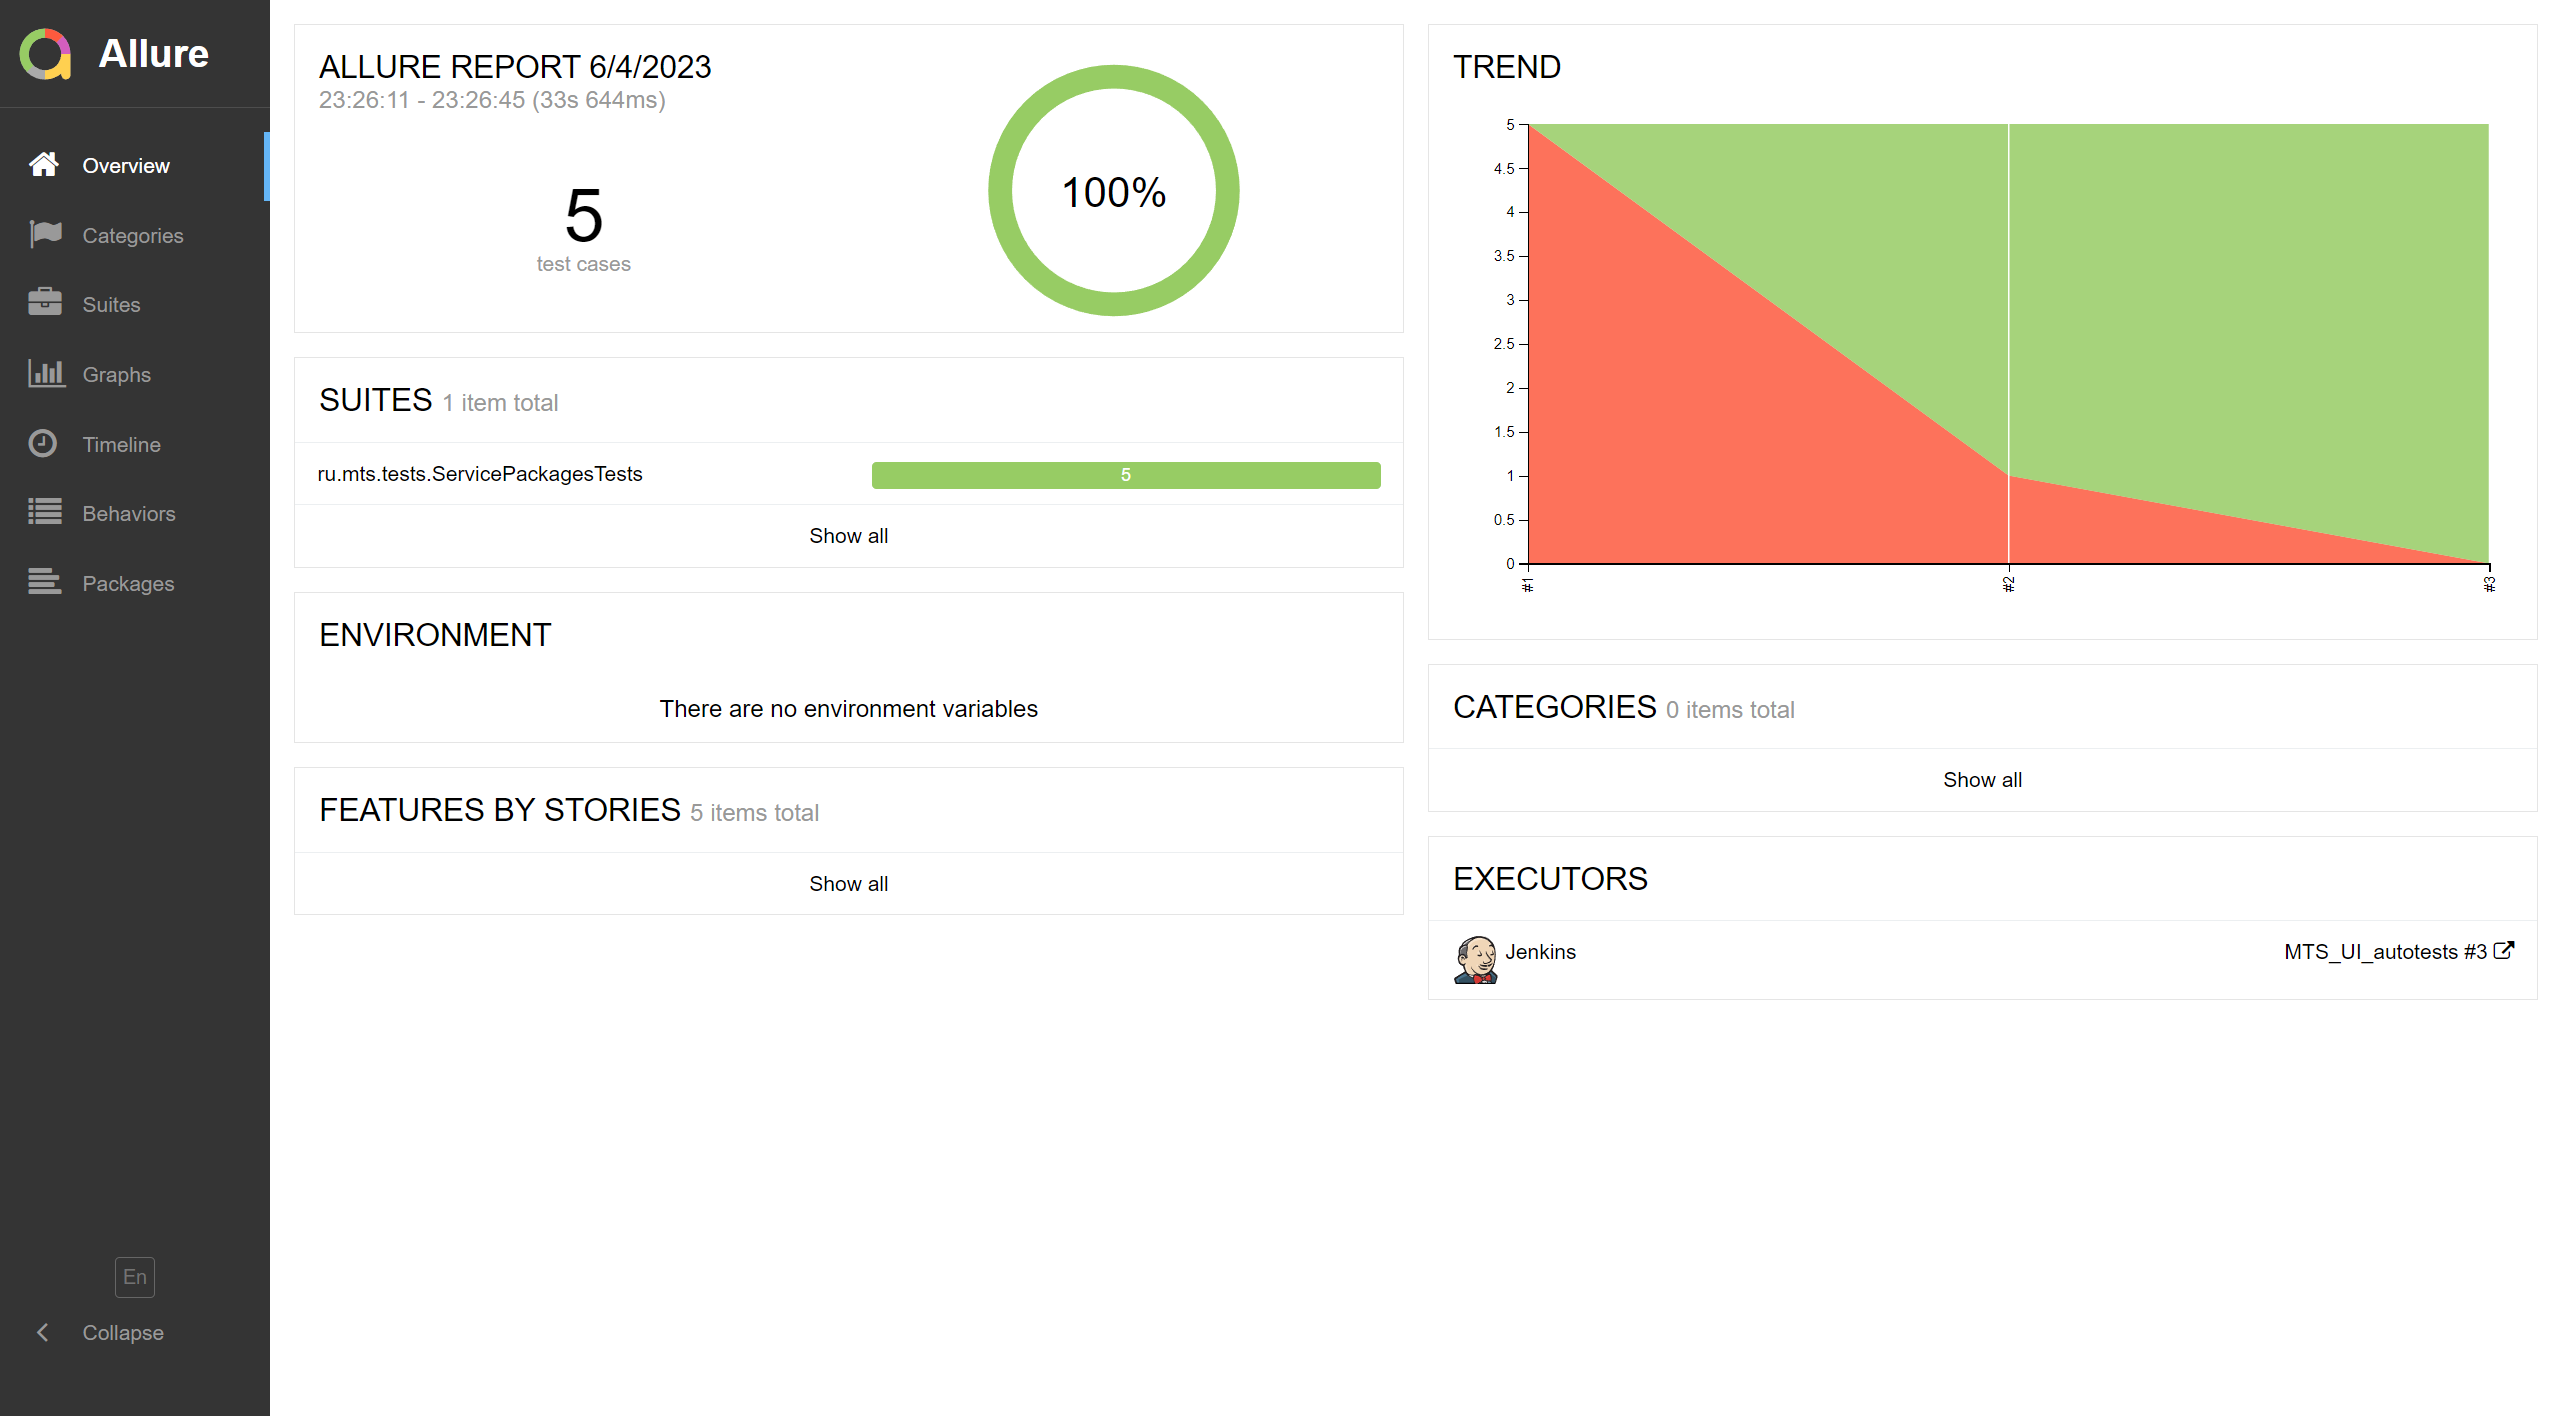 Allure
Overview
Categories
Suites
Graphs
Timeline
Behaviors
Packages
En
Collapse
ALLURE REPORT 6/4/2023
23:26:11 - 23:26:45 (33s 644ms)
5
test cases
100%
SUITES 1 item total
ru.mts.tests.ServicePackagesTests
5
Show all
ENVIRONMENT
There are no environment variables
FEATURES BY STORIES 5 items total
Show all
TREND
5
4.5
4
3.5
3
2.5
2
1.5
1
0.5
0
#1
#2
#3
CATEGORIES 0 items total
Show all
EXECUTORS
Jenkins
MTS_UI_autotests #3